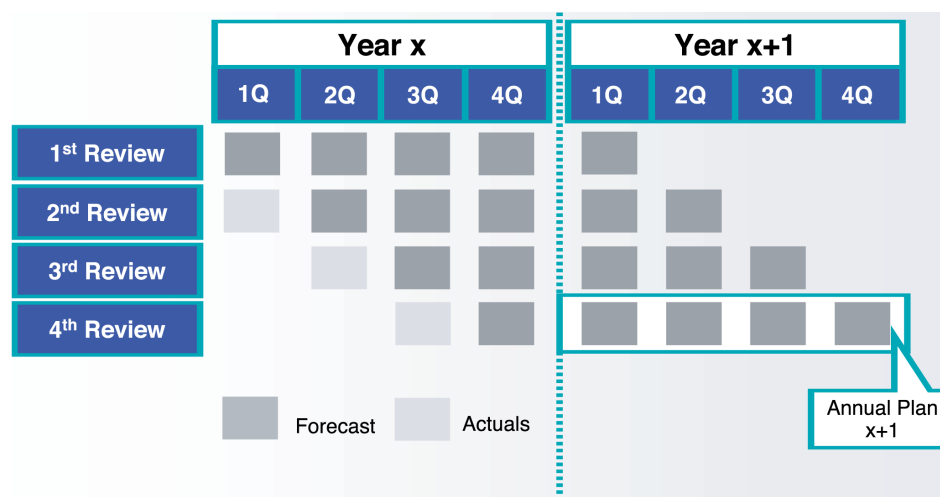 Year x
Year x+1
1Q 2Q 3Q 4Q 1Q 2Q 3Q 4Q
1st Review
2nd Review
3rd Review
4th Review
Forecast
Actuals
Annual Plan
x+1